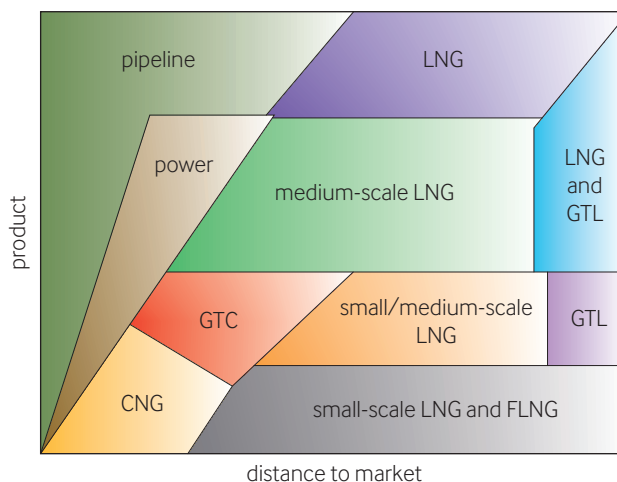 pipeline
LNG
power
medium-scale LNG
LNG
and
GTL
product
GTC
small/medium-scale
LNG
GTL
CNG
small-scale LNG and FLNG
distance to market